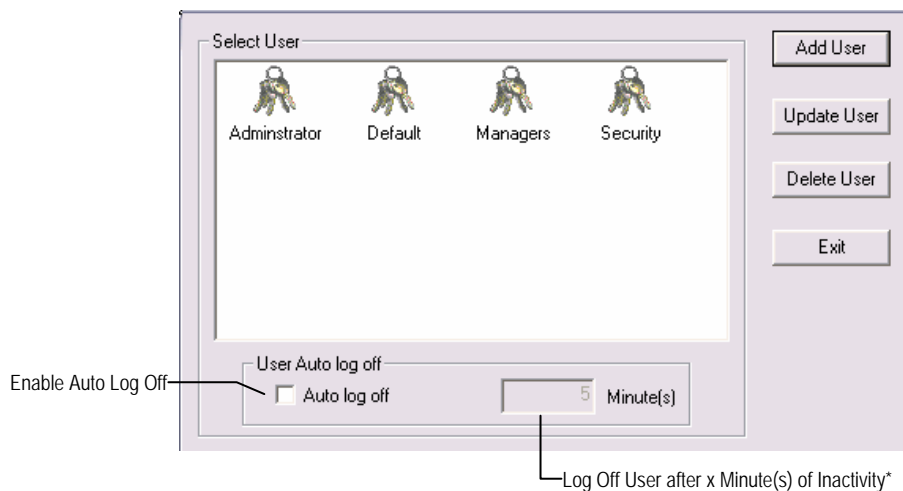 Select User
Adminstrator Default Managers Security
Add User
Update User
Delete User
Exit
User Auto log off
Enable Auto Log Off
Auto log off 5 Minute(s)
Log Off User after x Minute(s) of Inactivity*